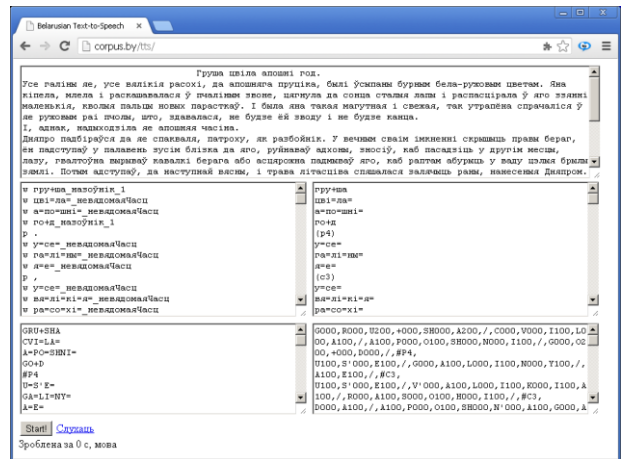 Belarusian Text-to-Speech
corpus.by/tts/
Груша цвіла апошні год.
Усе галіны яе, усе вялікія расохі, да апошняга пруціка, былі ўсыпаны бурным бела-ружовым цветам. Яна
кіпела, млела і раскашавалася ў пчаліным звоне, цягнула да сонца сталыя лапы і распасцірала ў яго ззянні
маленькія, кволыя пальцы новых парасткаў. І была яна такая магутная і свежая, так утрапёна спрачаліся ў
яе ружовым раі пчолы, што, здавалася, не будзе ёй зводу і не будзе канца.
І, аднак, надыходзіла яе апошняя часіна.
Дняпро падбіраўся да яе спакваля, патроху, як разбойнік. У вечным сваім імкненні скрышыць правы бераг,
ён падступаў у палавень зусім блізка да яго, руйнаваў адхоны, зносіў, каб пасадзіць у другім месцы,
лазу, гвалтоўна вырываў кавалкі берага або асцярожна падмываў яго, каб раптам абурыць у ваду цэлыя брылы
зямлі. Потым адступаў, да наступнай вясны, і трава літасціва спяшалася залячыць раны, нанесеныя Дняпром.
w гру+ша_назоўнік_1
w цві=ла=_невядомаяЧасц
w а=по=шні=_невядомаяЧасц
w го+д_назоўнік_1
p .
w у=се=_невядомаяЧасц
w га=лі=ны=_невядомаяЧасц
w я=е=_невядомаяЧасц
p ,
w у=се=_невядомаяЧасц
w вя=лі=кі=я=_невядомаяЧасц
w ра=со=хі=_невядомаяЧасц
гру+ша
цві=ла=
а=по=шні=
го+д
(p4)
у=се=
га=лі=ны=
я=е=
(c3)
у=се=
вя=лі=кі=я=
ра=со=хі=
GRU+SHA
CVI=LA=
A=PO=SHNI=
GO+D
#P4
U=S'E=
GA=LI=NY=
A=E=
G000,R000,U200,+000,SH000,A200,/,C000,V000,I100,L0
00,A100,/,A100,P000,O100,SH000,N000,I100,/,G000,O2
00,+000,D000,/,#P4,
U100,S'000,E100,/,G000,A100,L000,I100,N000,Y100,/,
A100,E100,/,#C3,
U100,S'000,E100,/,V'000,A100,L000,I100,K000,I100,A
100,/,R000,A100,S000,O100,H000,I100,/,#C3,
D000,A100,/,A100,P000,O100,SH000,N'000,A100,G000,A
Start! Слухаць
Зроблена за 0 с, мова